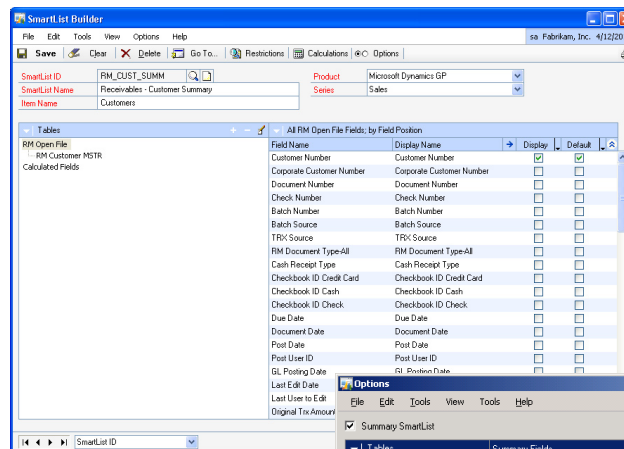 SmartList Builder
File Edit Tools View Options Help sa Fabrikam, Inc. 4/12/20
Save Clear Delete Go To... Restrictions Calculations Options
SmartList ID RM_CUST_SUMM Product Microsoft Dynamics GP
SmartList Name Receivables - Customer Summary Series Sales
Item Name Customers
Tables All RM Open File Fields; by Field Position
RM Open File Field Name Display Name Display Default
RM Customer MSTR Customer Number Customer Number
Calculated Fields Corporate Customer Number Corporate Customer Number
Document Number Document Number
Check Number Check Number
Batch Number Batch Number
Batch Source Batch Source
TRX Source TRX Source
RM Document Type-All RM Document Type-All
Cash Receipt Type Cash Receipt Type
Checkbook ID Credit Card Checkbook ID Credit Card
Checkbook ID Cash Checkbook ID Cash
Checkbook ID Check Checkbook ID Check
Due Date Due Date
Document Date Document Date
Post Date Post Date
Post User ID Post User ID
GL Posting Date GL Posting Date
Last Edit Date
Last User to Edit
Original Trx Amount
Options
File Edit Tools View Tools Help
Summary SmartList
Tables Summary Fields
SmartList ID